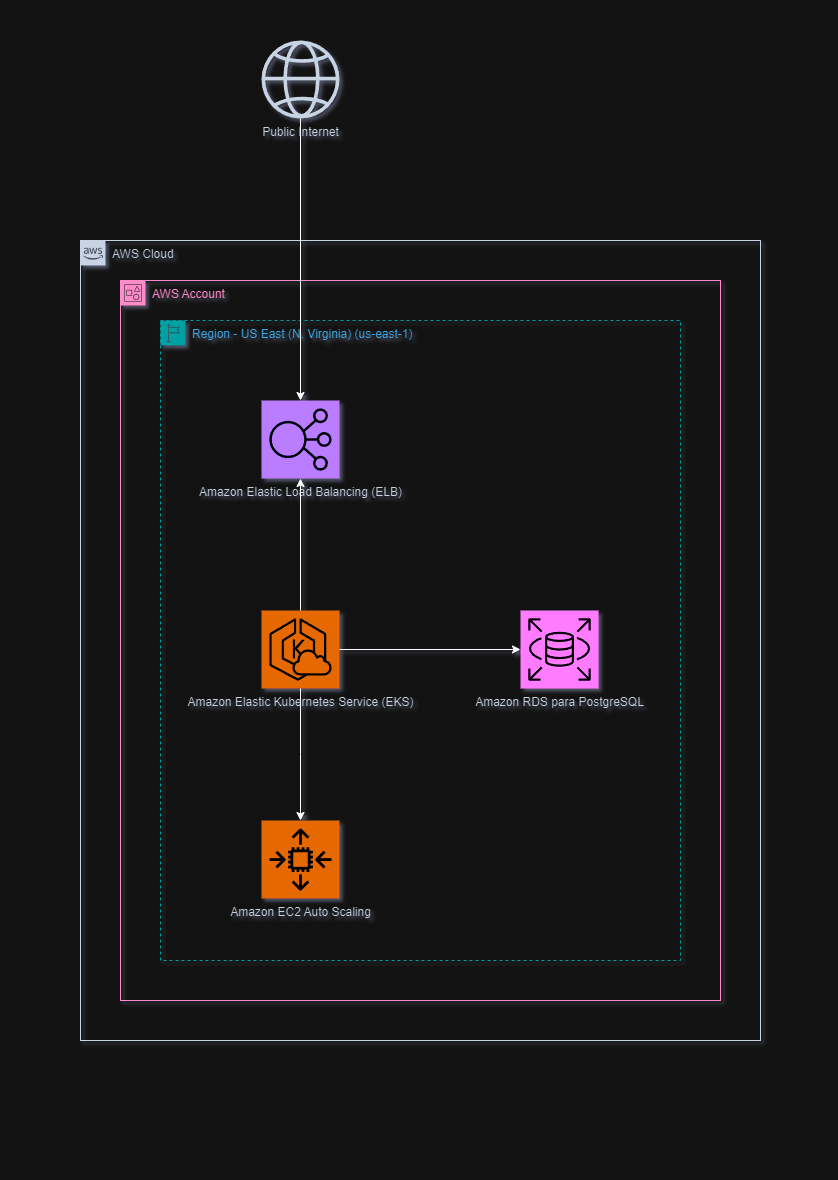 Public Internet
aws
AWS Cloud
AWS Account
Region - US East (N. Virginia) (us-east-1)
Amazon Elastic Load Balancing (ELB)
K
Amazon Elastic Kubernetes Service (EKS)
Amazon RDS para PostgreSQL
Amazon EC2 Auto Scaling